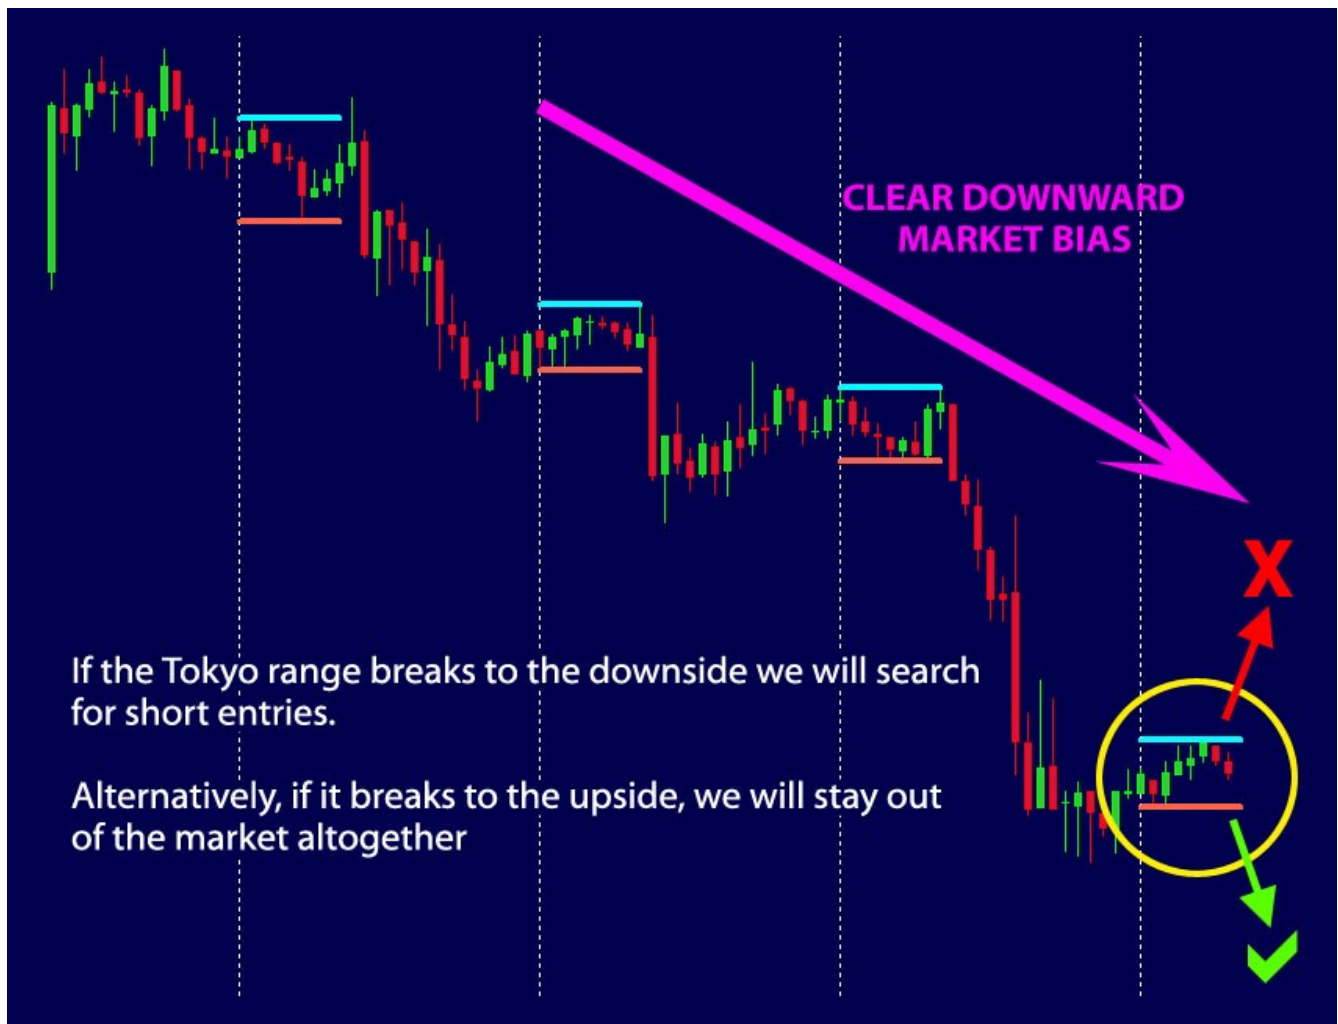 CLEAR DOWNWARD
MARKET BIAS
X
If the Tokyo range breaks to the downside we will search
for short entries.
Alternatively, if it breaks to the upside, we will stay out
of the market altogether